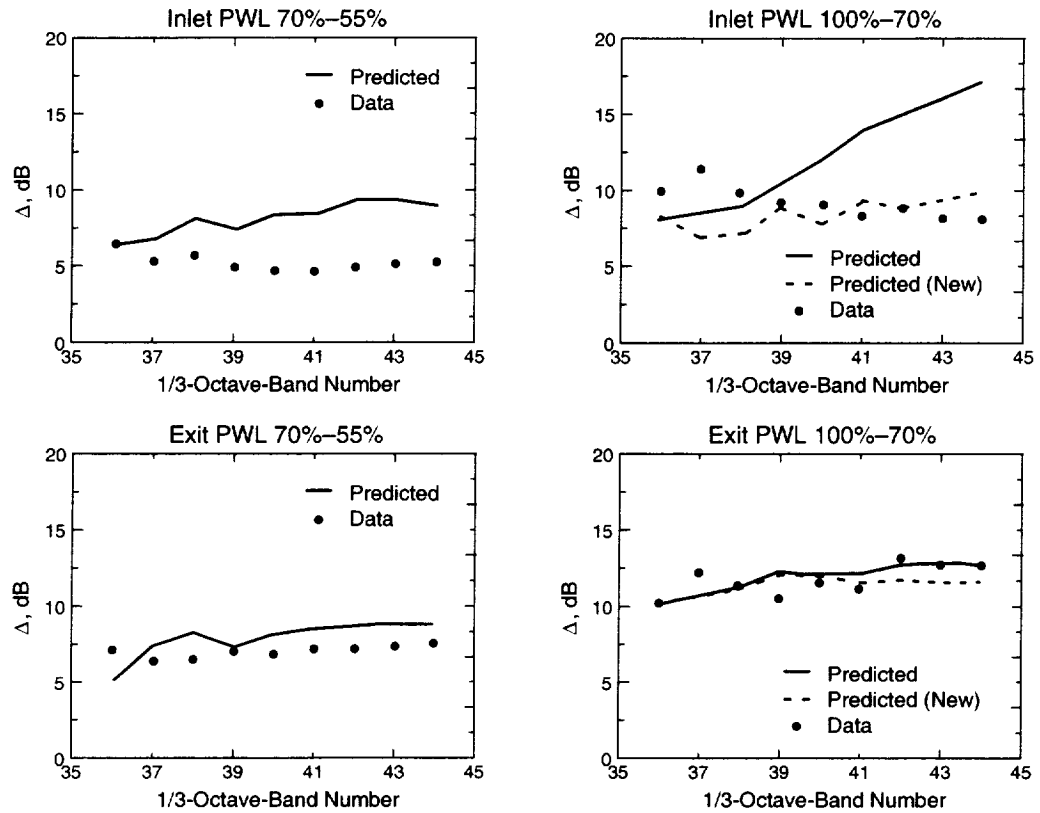 Inlet PWL 70%–55%
20
15
10
5
0
Δ, dB
Predicted
Data
35 37 39 41 43 45
1/3-Octave-Band Number
Inlet PWL 100%–70%
20
15
10
5
0
Δ, dB
Predicted
Predicted (New)
Data
35 37 39 41 43 45
1/3-Octave-Band Number
Exit PWL 70%–55%
20
15
10
5
0
Δ, dB
Predicted
Data
35 37 39 41 43 45
1/3-Octave-Band Number
Exit PWL 100%–70%
20
15
10
5
0
Δ, dB
Predicted
Predicted (New)
Data
35 37 39 41 43 45
1/3-Octave-Band Number